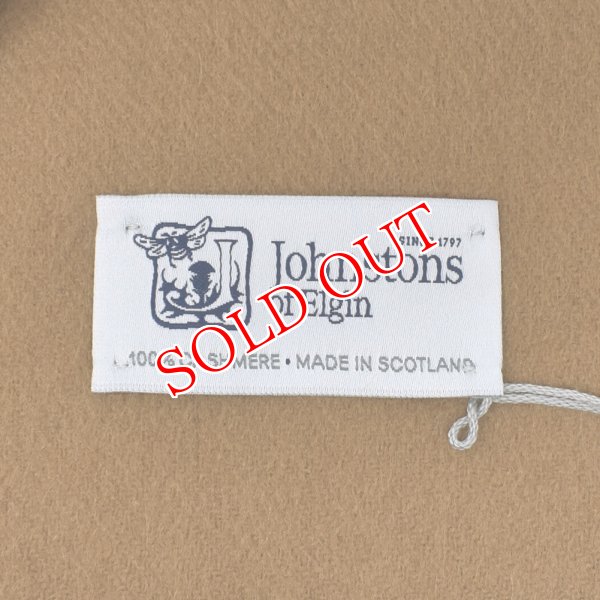 SINCE 1797
Johnstons
of Elgin
100% CASHMERE • MADE IN SCOTLAND
SOLD OUT